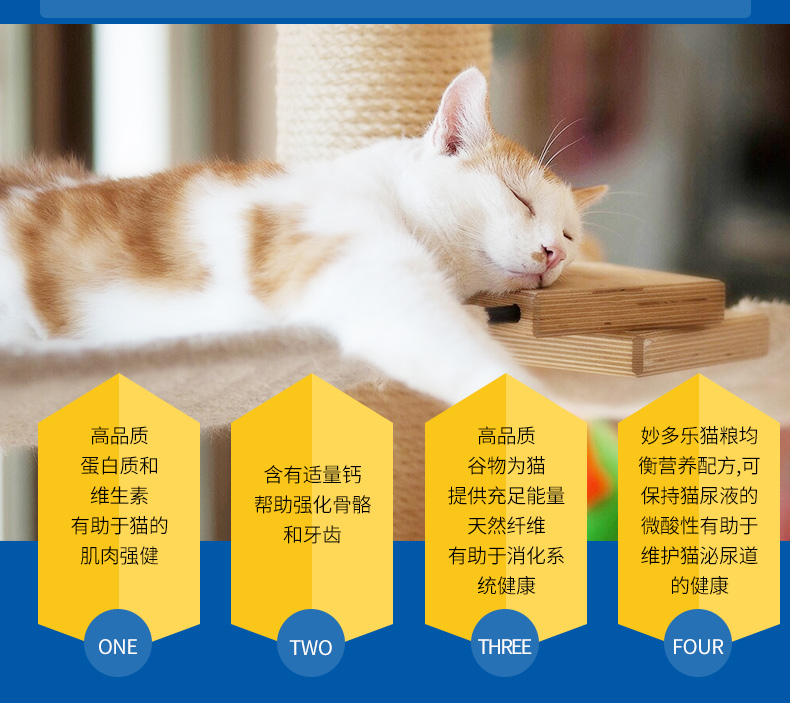 高品质
蛋白质和
维生素
有助于猫的
肌肉强健
ONE
含有适量钙
帮助强化骨骼
和牙齿
TWO
高品质
谷物为猫
提供充足能量
天然纤维
有助于消化系
统健康
THREE
妙多乐猫粮均
衡营养配方,可
保持猫尿液的
微酸性有助于
维护猫泌尿道
的健康
FOUR